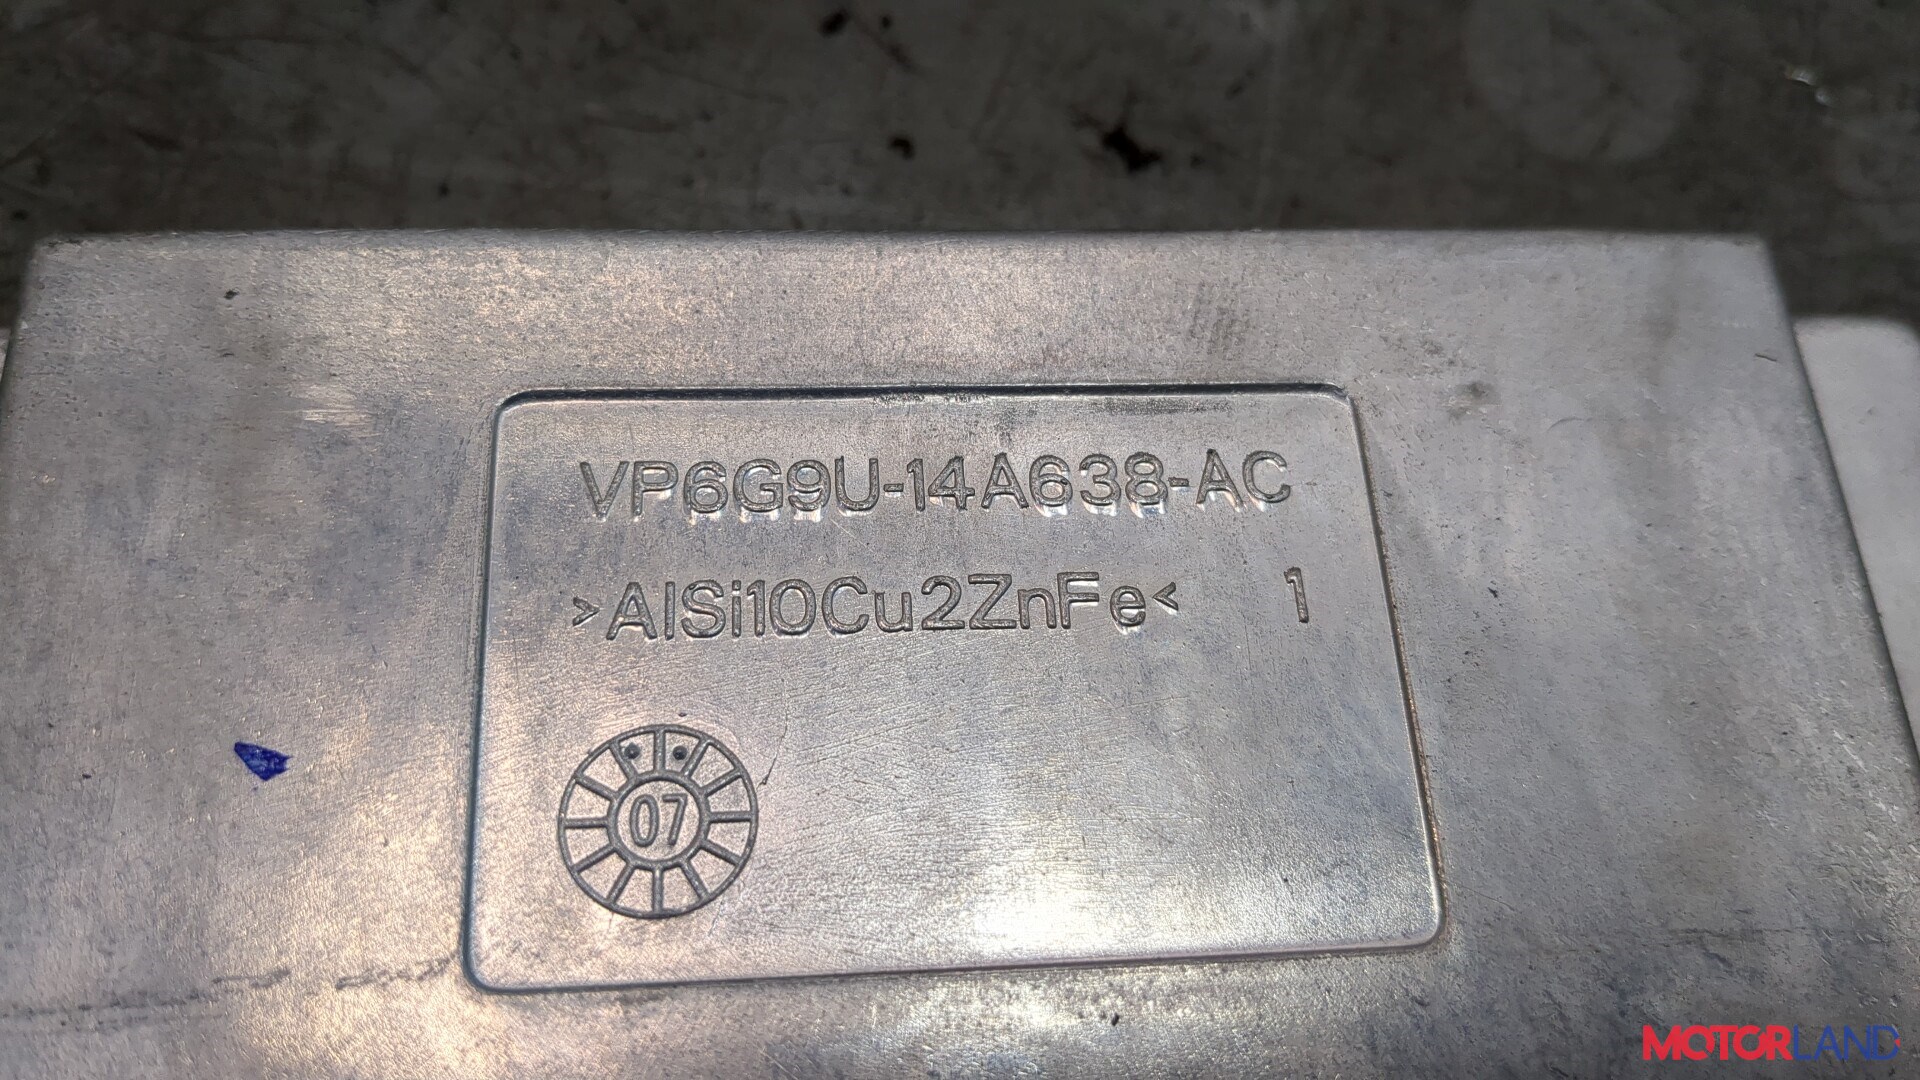 VP6G9U-14A638-AC
>AlSi10Cu2ZnFe< 1
07
MOTORLAND